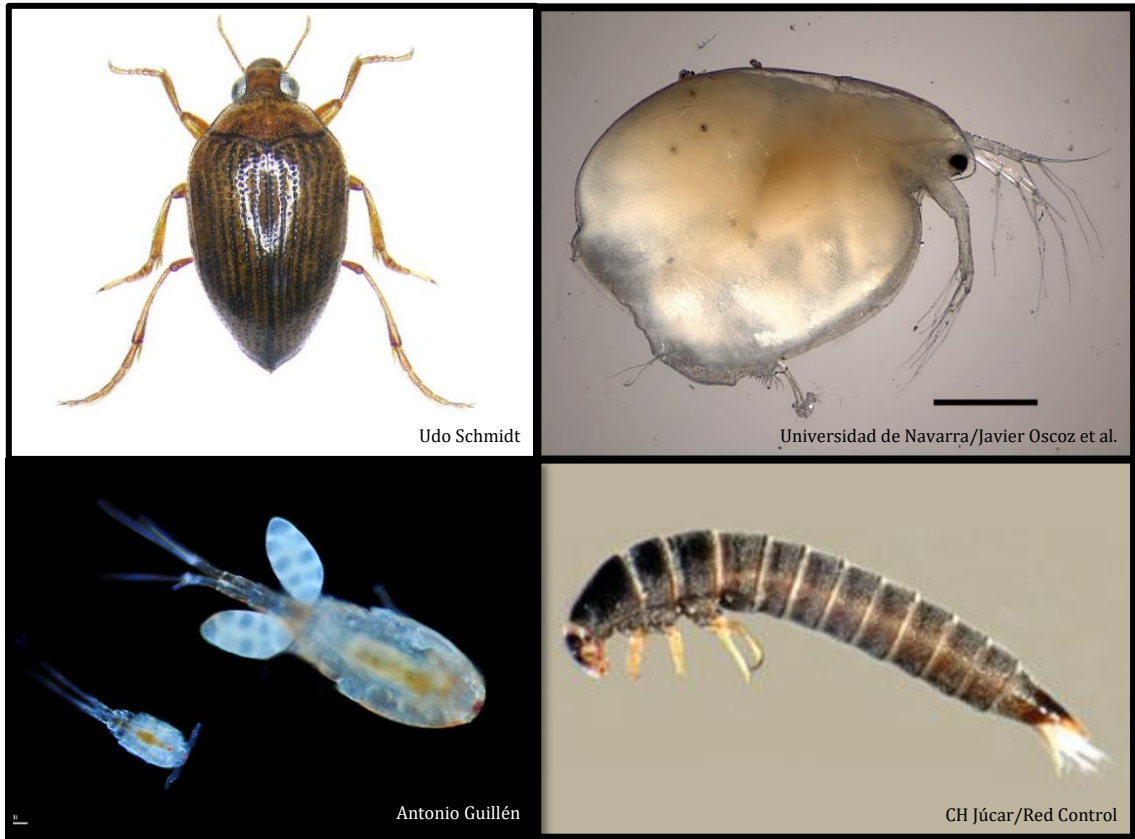 Udo Schmidt
Universidad de Navarra/Javier Oscoz et al.
Antonio Guillén
CH Júcar/Red Control